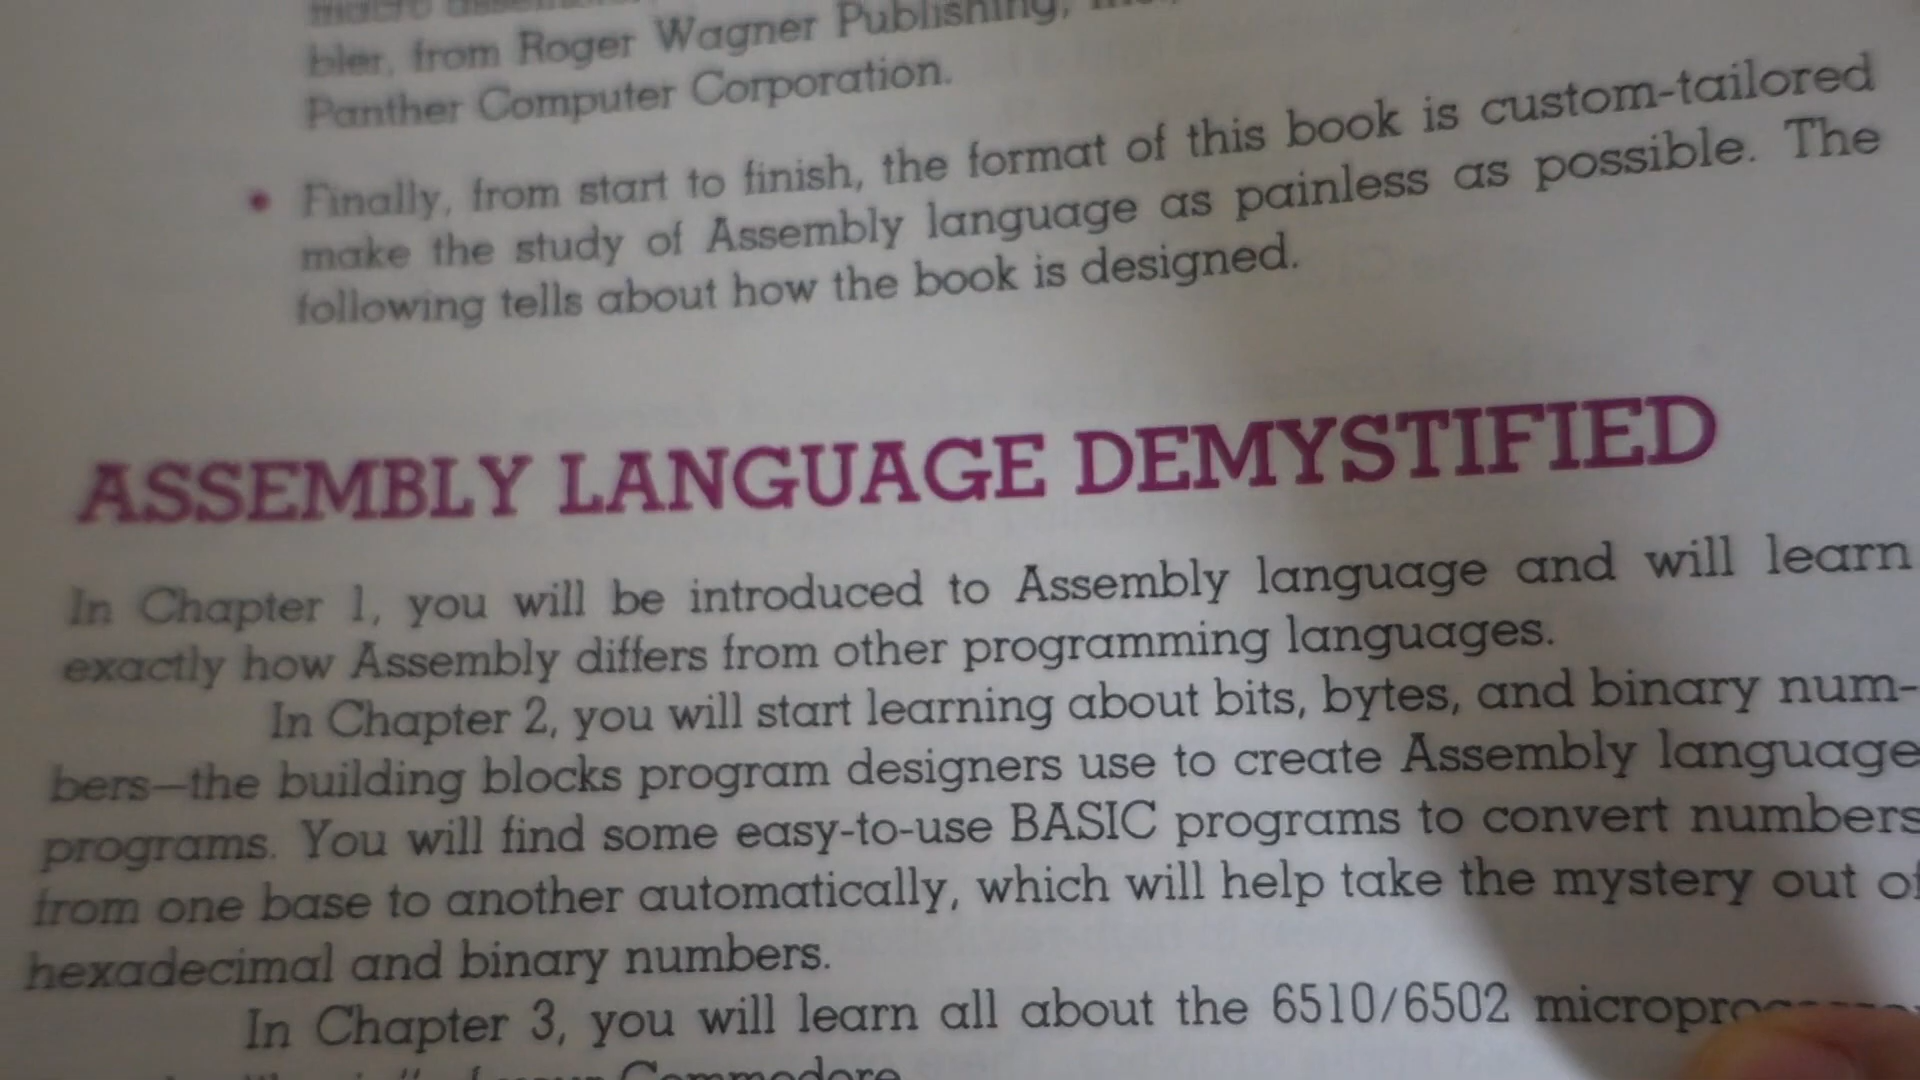 macro
bler, from Roger Wagner Publishing,
Panther Computer Corporation.
• Finally, from start to finish, the format of this book is custom-tailored
make the study of Assembly language as painless as possible. The
following tells about how the book is designed.
ASSEMBLY LANGUAGE DEMYSTIFIED
In Chapter 1, you will be introduced to Assembly language and will learn
exactly how Assembly differs from other programming languages.
In Chapter 2, you will start learning about bits, bytes, and binary num-
bers—the building blocks program designers use to create Assembly language
programs. You will find some easy-to-use BASIC programs to convert numbers
from one base to another automatically, which will help take the mystery out of
hexadecimal and binary numbers.
In Chapter 3, you will learn all about the 6510/6502
Commodore